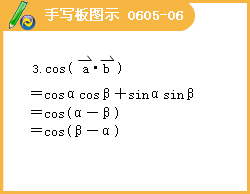 手写板图示 0605-06
3.cos(a⃗•b⃗)
=cosαcosβ+sinαsinβ
=cos(α-β)
=cos(β-α)